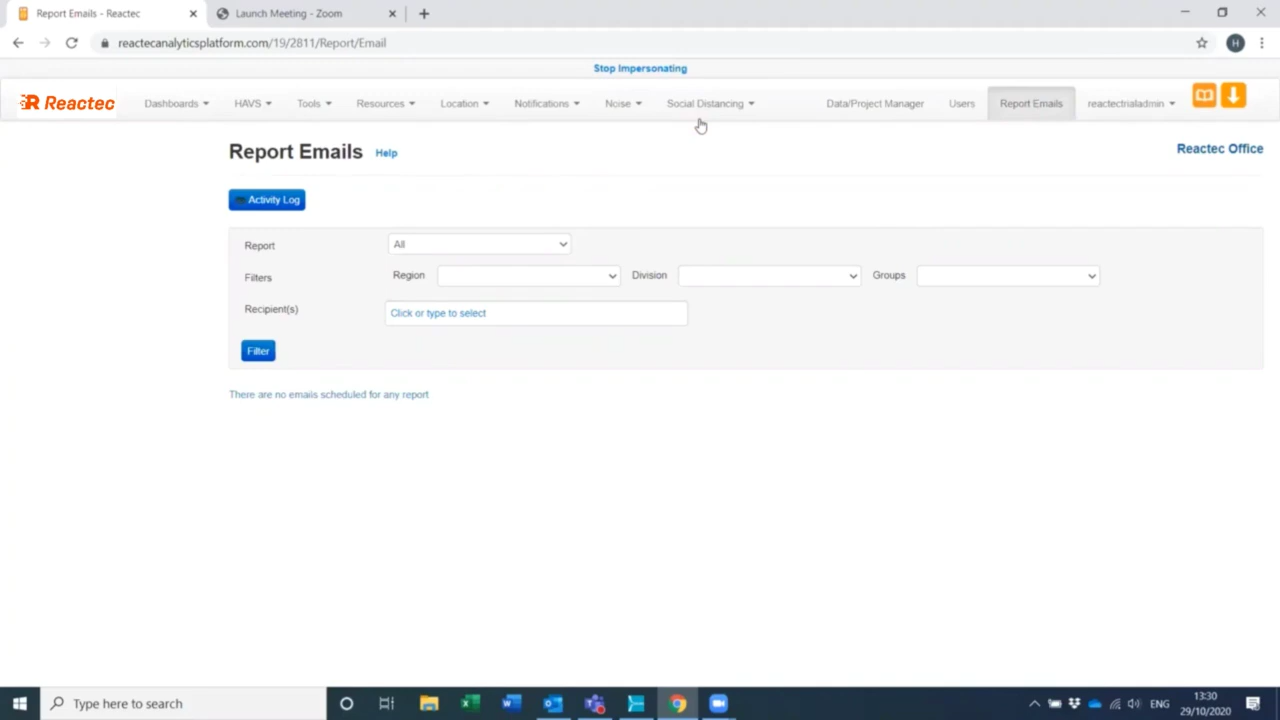 Report Emails - Reactec
Launch Meeting - Zoom
reactecanalyticsplatform.com/19/2811/Report/Email
H
Stop Impersonating
Reactec
Dashboards
HAVS
Tools
Resources
Location
Notifications
Noise
Social Distancing
Data/Project Manager
Users
Report Emails
reactectrialadmin
Report Emails
Help
Reactec Office
Activity Log
Report
All
Filters
Region
Division
Groups
Recipient(s)
Click or type to select
Filter
There are no emails scheduled for any report
Type here to search
ENG
13:30
29/10/2020